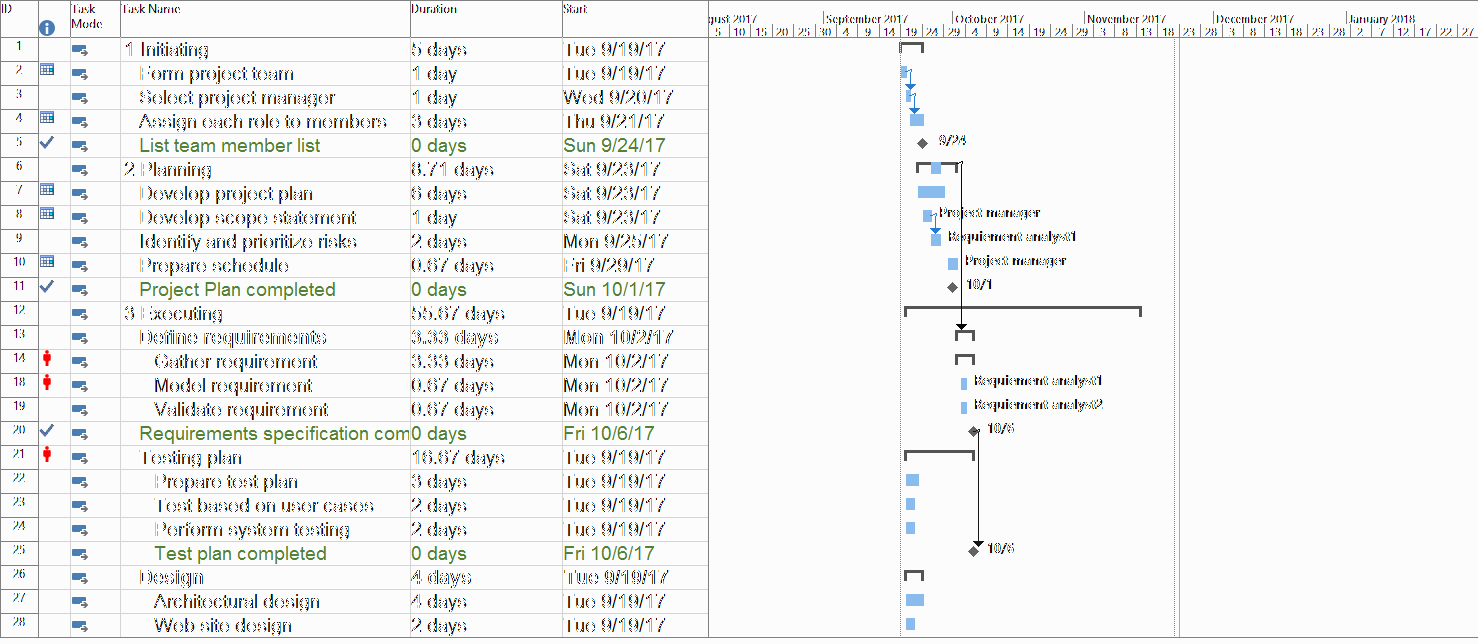 ID Task Mode Task Name Duration Start
gust 2017 September 2017 October 2017 November 2017 December 2017 January 2018
5 10 15 20 25 30 4 9 14 19 24 29 4 9 14 19 24 29 3 8 13 18 23 28 3 8 13 18 23 28 2 7 12 17 22 27
1 1 Initiating 5 days Tue 9/19/17
2 Form project team 1 day Tue 9/19/17
3 Select project manager 1 day Wed 9/20/17
4 Assign each role to members 3 days Thu 9/21/17
5 List team member list 0 days Sun 9/24/17 9/24
6 2 Planning 8.71 days Sat 9/23/17
7 Develop project plan 6 days Sat 9/23/17
8 Develop scope statement 1 day Sat 9/23/17 Project manager
9 Identify and prioritize risks 2 days Mon 9/25/17 Requiement analyst1
10 Prepare schedule 0.67 days Fri 9/29/17 Project manager
11 Project Plan completed 0 days Sun 10/1/17 10/1
12 3 Executing 55.67 days Tue 9/19/17
13 Define requirements 3.33 days Mon 10/2/17
14 Gather requirement 3.33 days Mon 10/2/17
18 Model requirement 0.67 days Mon 10/2/17 Requiement analyst1
19 Validate requirement 0.67 days Mon 10/2/17 Requiement analyst2
20 Requirements specification com 0 days Fri 10/6/17 10/6
21 Testing plan 16.67 days Tue 9/19/17
22 Prepare test plan 3 days Tue 9/19/17
23 Test based on user cases 2 days Tue 9/19/17
24 Perform system testing 2 days Tue 9/19/17
25 Test plan completed 0 days Fri 10/6/17 10/6
26 Design 4 days Tue 9/19/17
27 Architectural design 4 days Tue 9/19/17
28 Web site design 2 days Tue 9/19/17